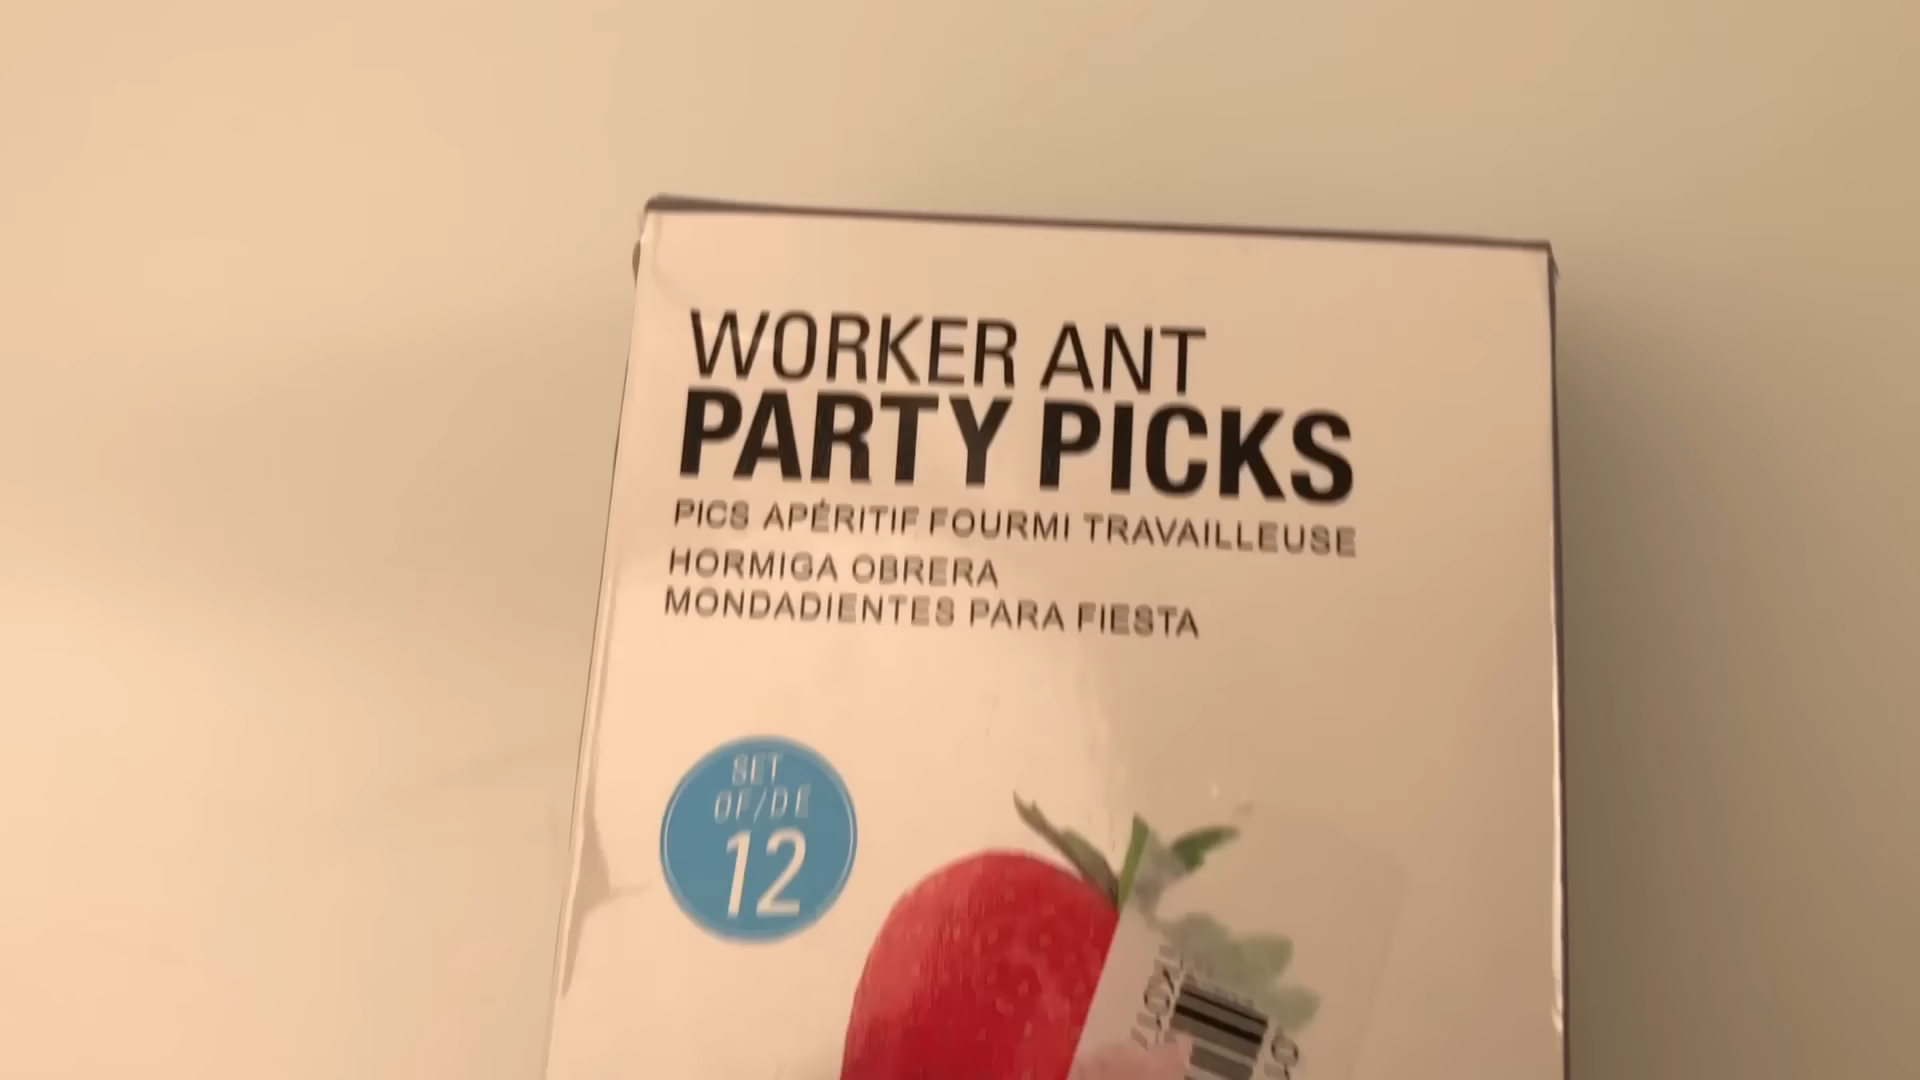 WORKER ANT
PARTY PICKS
PICS APÉRITIF FOURMI TRAVAILLEUSE
HORMIGA OBRERA
MONDADIENTES PARA FIESTA
SET
OF/DE
12